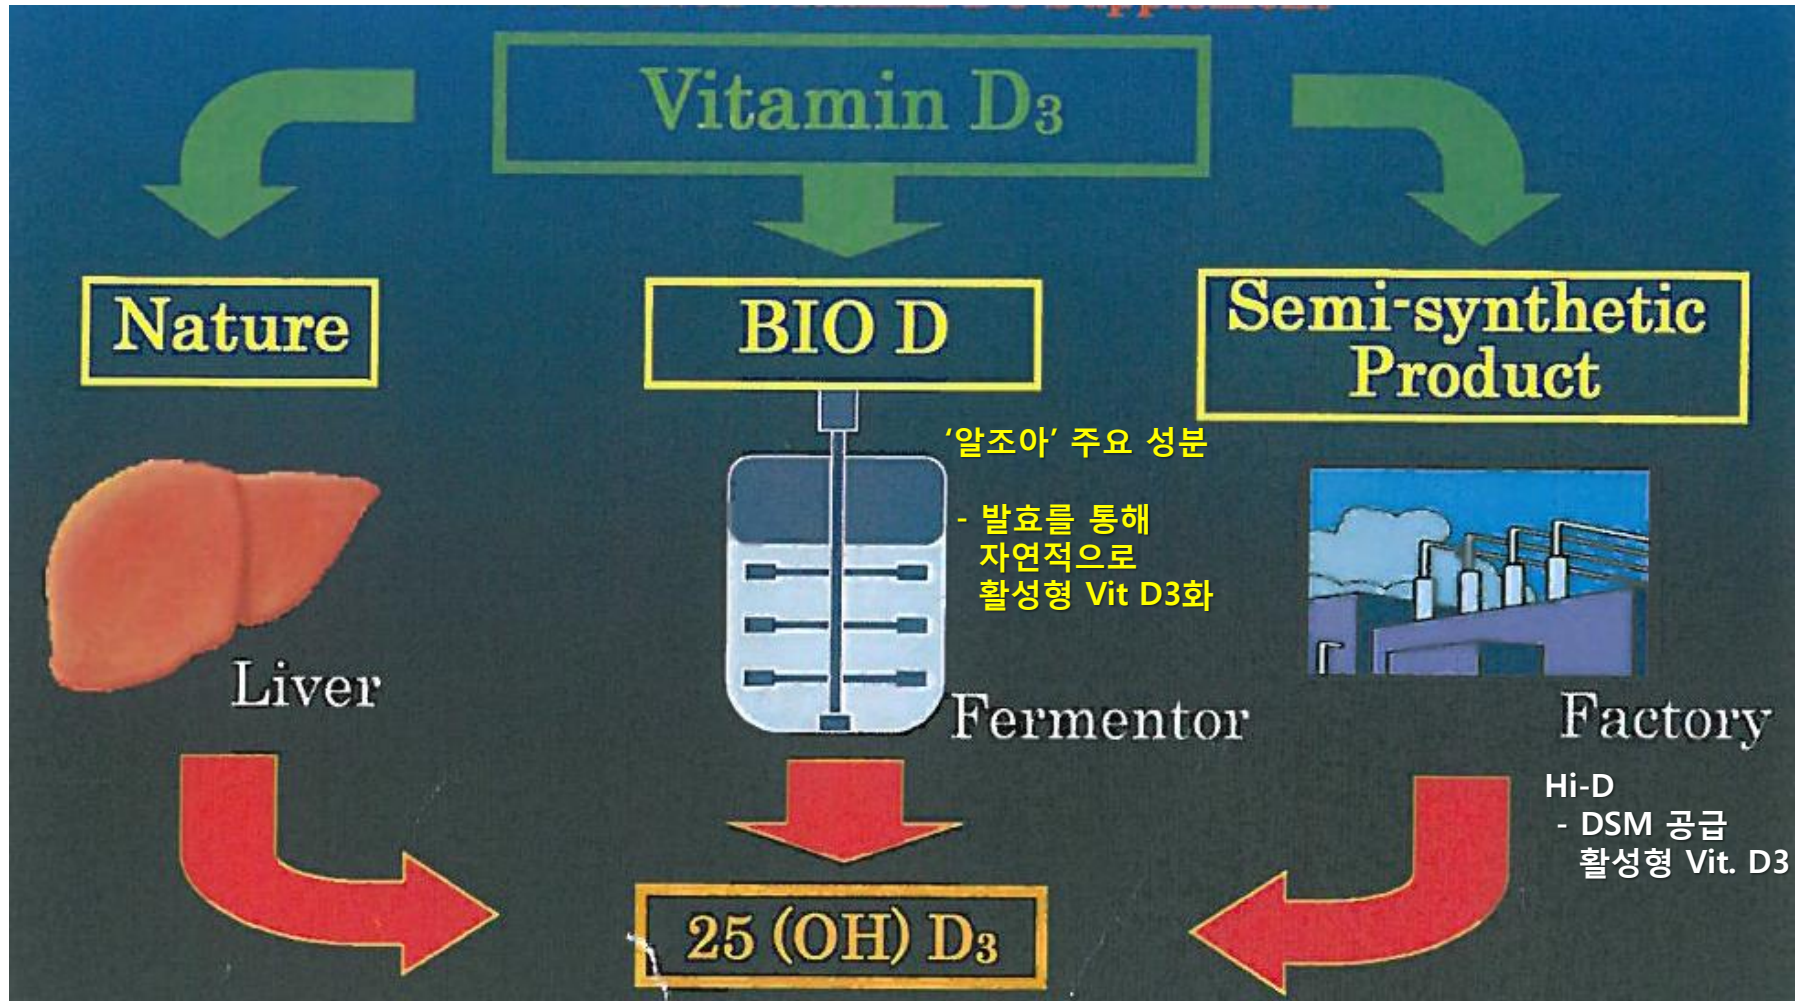 Vitamin D3
Nature
BIO D
Semi-synthetic
Product
‘알조아’ 주요 성분
- 발효를 통해
자연적으로
활성형 Vit D3화
Liver
Fermentor
Factory
Hi-D
- DSM 공급
활성형 Vit. D3
25 (OH) D3